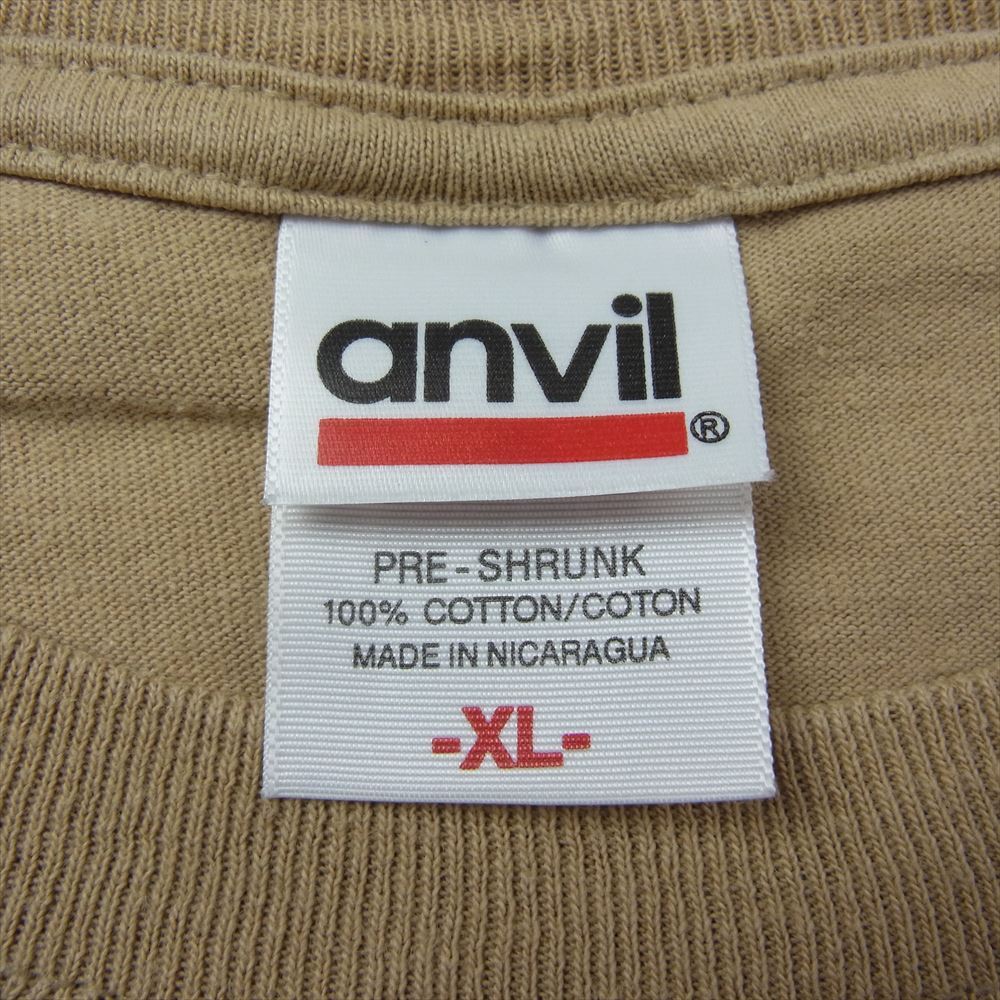 anvil
®
PRE-SHRUNK
100% COTTON/COTON
MADE IN NICARAGUA
-XL-